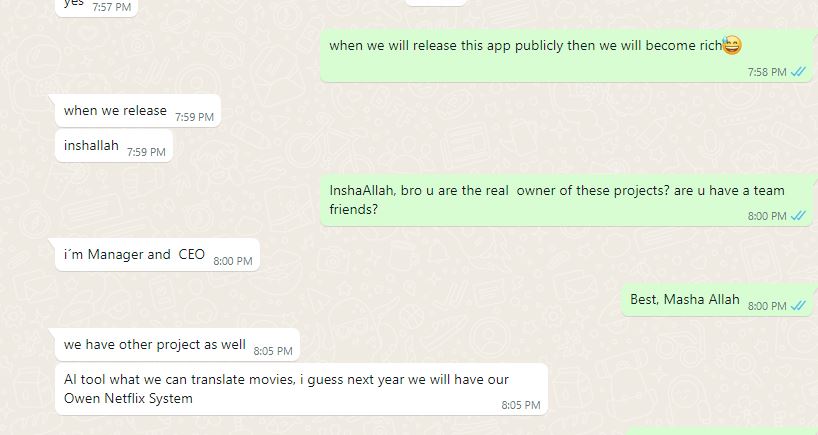 yes 7:57 PM
when we will release this app publicly then we will become rich😅
7:58 PM
when we release 7:59 PM
inshallah 7:59 PM
InshaAllah, bro u are the real  owner of these projects? are u have a team
friends?
8:00 PM
i´m Manager and  CEO 8:00 PM
Best, Masha Allah 8:00 PM
we have other project as well 8:05 PM
AI tool what we can translate movies, i guess next year we will have our
Owen Netflix System
8:05 PM